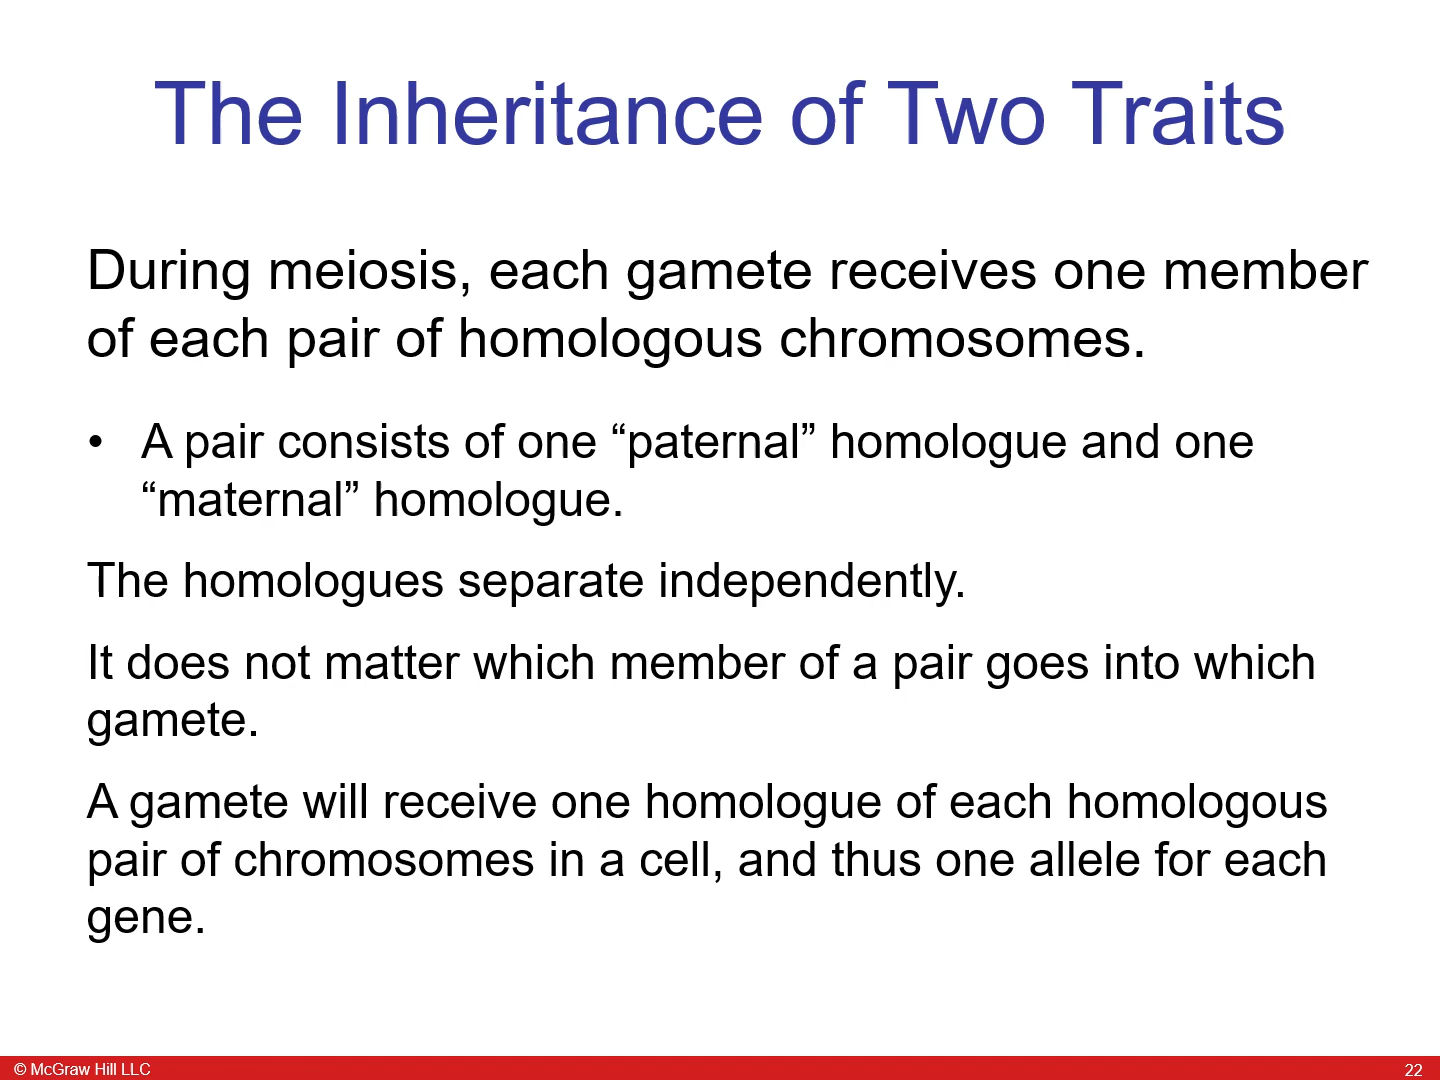 The Inheritance of Two Traits
During meiosis, each gamete receives one member
of each pair of homologous chromosomes.
• A pair consists of one “paternal” homologue and one
“maternal” homologue.
The homologues separate independently.
It does not matter which member of a pair goes into which
gamete.
A gamete will receive one homologue of each homologous
pair of chromosomes in a cell, and thus one allele for each
gene.
© McGraw Hill LLC
22